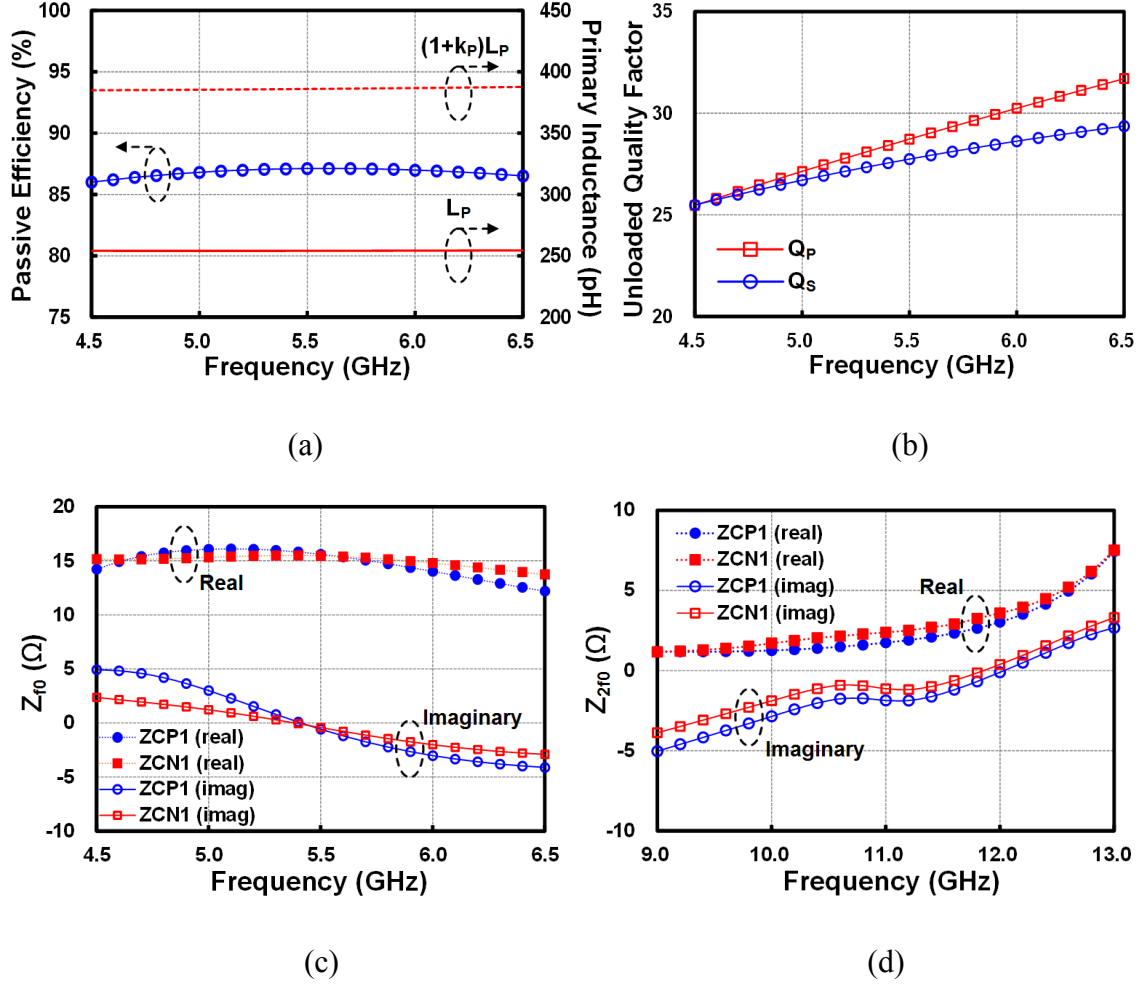 Passive Efficiency (%)
100
95
90
85
80
75
450
400
350
300
250
200
Primary Inductance (pH)
(1+kP)LP
LP
4.5 5.0 5.5 6.0 6.5
Frequency (GHz)
(a)
Unloaded Quality Factor
35
30
25
20
QP
QS
4.5 5.0 5.5 6.0 6.5
Frequency (GHz)
(b)
Zf0 (Ω)
20
15
10
5
0
-5
-10
Real
Imaginary
ZCP1 (real)
ZCN1 (real)
ZCP1 (imag)
ZCN1 (imag)
4.5 5.0 5.5 6.0 6.5
Frequency (GHz)
(c)
Z2f0 (Ω)
10
5
0
-5
-10
ZCP1 (real)
ZCN1 (real)
ZCP1 (imag)
ZCN1 (imag)
Real
Imaginary
9.0 10.0 11.0 12.0 13.0
Frequency (GHz)
(d)